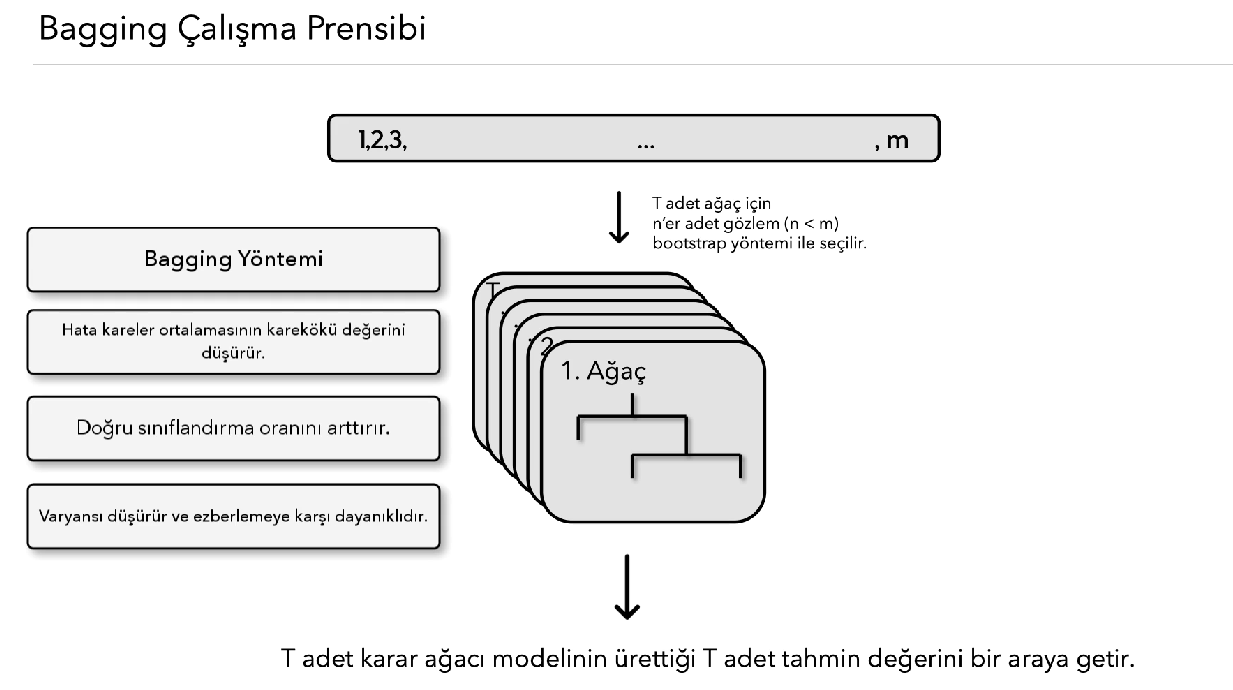 Bagging Çalışma Prensibi
1,2,3, ... , m
T adet ağaç için
n'er adet gözlem (n < m)
bootstrap yöntemi ile seçilir.
Bagging Yöntemi
Hata kareler ortalamasının karekökü değerini
düşürür.
Doğru sınıflandırma oranını arttırır.
Varyansı düşürür ve ezberlemeye karşı dayanıklıdır.
T
2
1. Ağaç
T adet karar ağacı modelinin ürettiği T adet tahmin değerini bir araya getir.